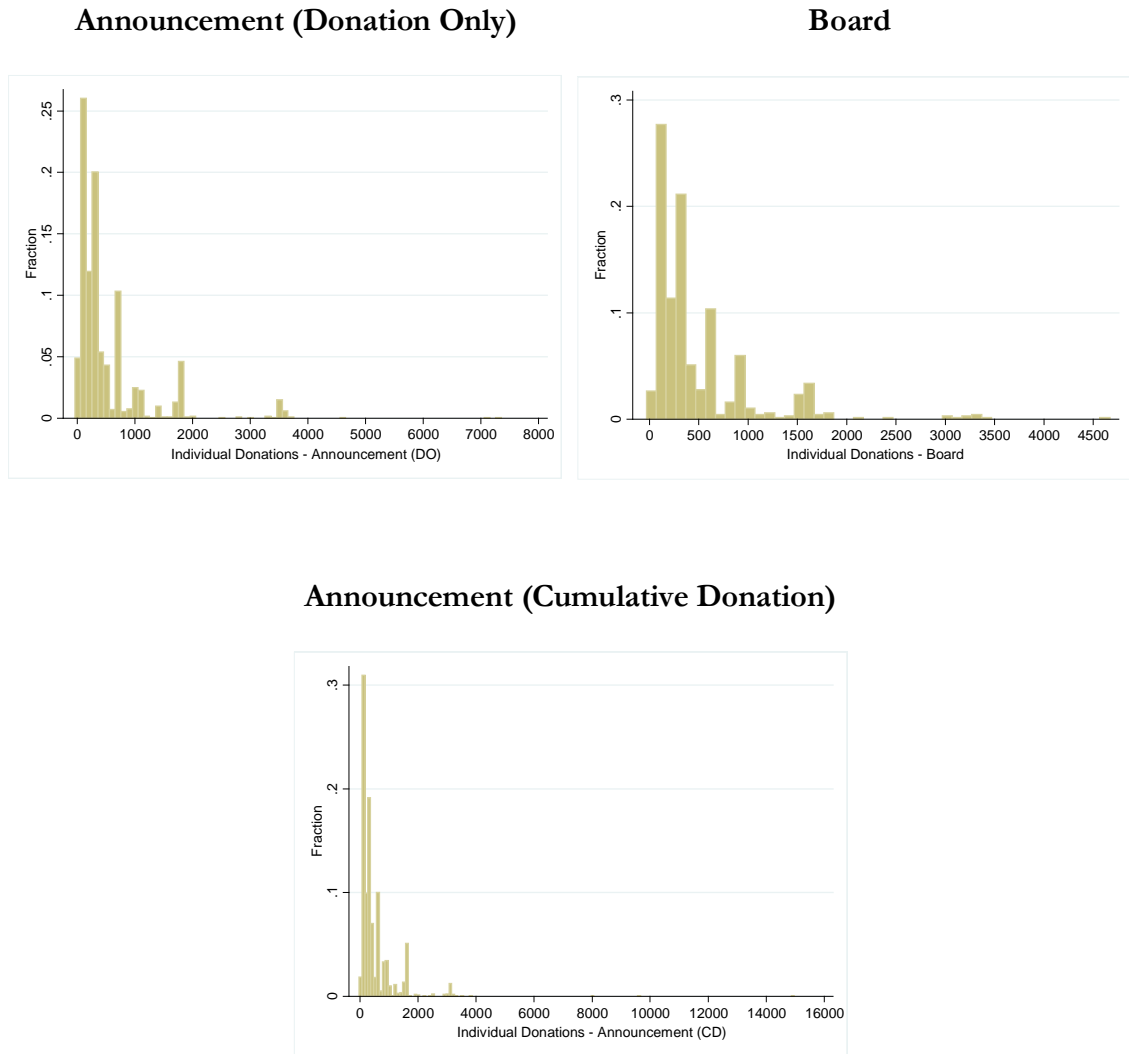 Announcement (Donation Only)
Board
.25
.2
.15
.1
.05
0
Fraction
0 1000 2000 3000 4000 5000 6000 7000 8000
Individual Donations - Announcement (DO)
.3
.2
.1
0
Fraction
0 500 1000 1500 2000 2500 3000 3500 4000 4500
Individual Donations - Board
Announcement (Cumulative Donation)
.3
.2
.1
0
Fraction
0 2000 4000 6000 8000 10000 12000 14000 16000
Individual Donations - Announcement (CD)